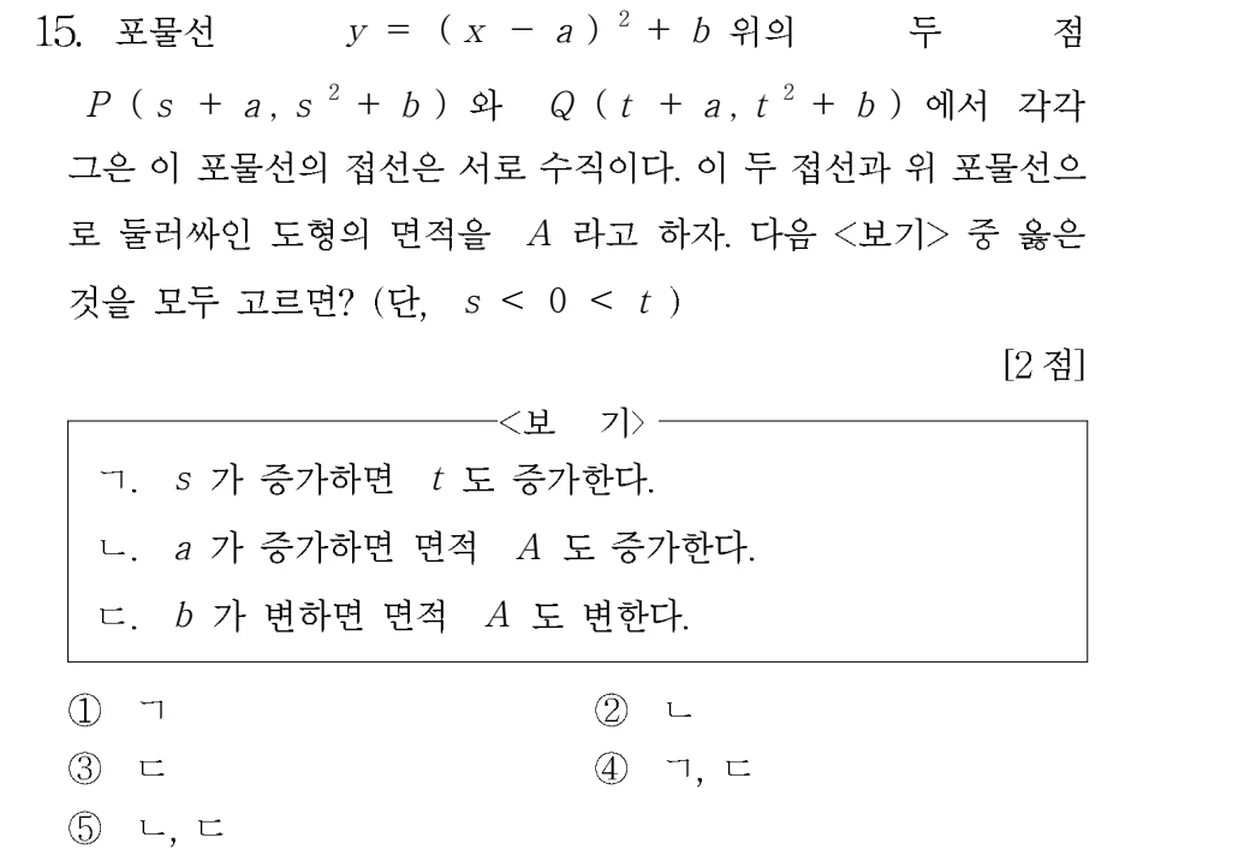 15. 포물선 y = ( x - a ) ² + b 위의 두 점
P ( s + a , s ² + b ) 와 Q ( t + a , t ² + b ) 에서 각각
그은 이 포물선의 접선은 서로 수직이다. 이 두 접선과 위 포물선으
로 둘러싸인 도형의 면적을 A 라고 하자. 다음 <보기> 중 옳은
것을 모두 고르면? (단, s < 0 < t )
[2 점]
<보 기>
ㄱ. s 가 증가하면 t 도 증가한다.
ㄴ. a 가 증가하면 면적 A 도 증가한다.
ㄷ. b 가 변하면 면적 A 도 변한다.
① ㄱ ② ㄴ
③ ㄷ ④ ㄱ, ㄷ
⑤ ㄴ, ㄷ